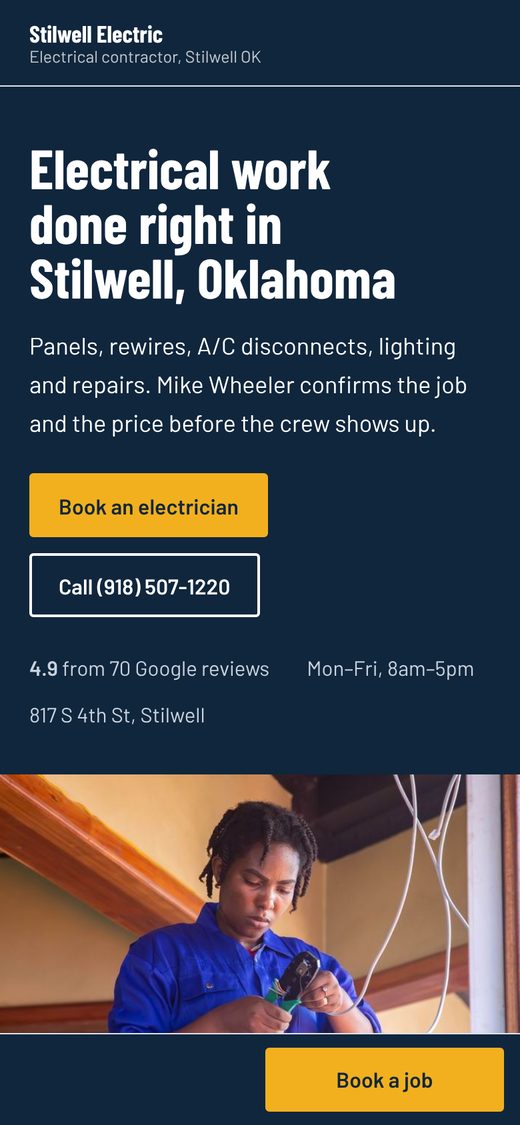 Stilwell Electric
Electrical contractor, Stilwell OK
Electrical work
done right in
Stilwell, Oklahoma
Panels, rewires, A/C disconnects, lighting
and repairs. Mike Wheeler confirms the job
and the price before the crew shows up.
Book an electrician
Call (918) 507-1220
4.9 from 70 Google reviews
Mon–Fri, 8am–5pm
817 S 4th St, Stilwell
Book a job